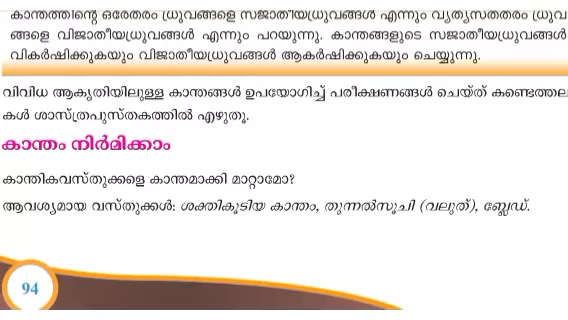 കാന്തത്തിന്റെ ഒരേതരം ധ്രുവങ്ങളെ സജാതീയധ്രുവങ്ങൾ എന്നും വ്യത്യസ്തതരം ധ്രുവ
ങ്ങളെ വിജാതീയധ്രുവങ്ങൾ എന്നും പറയുന്നു. കാന്തങ്ങളുടെ സജാതീയധ്രുവങ്ങൾ
വികർഷിക്കുകയും വിജാതീയധ്രുവങ്ങൾ ആകർഷിക്കുകയും ചെയ്യുന്നു.
വിവിധ ആകൃതിയിലുള്ള കാന്തങ്ങൾ ഉപയോഗിച്ച് പരീക്ഷണങ്ങൾ ചെയ്ത് കണ്ടെത്തലു
കൾ ശാസ്ത്രപുസ്തകത്തിൽ എഴുതൂ.
കാന്തം നിർമിക്കാം
കാന്തികവസ്തുക്കളെ കാന്തമാക്കി മാറ്റാമോ?
ആവശ്യമായ വസ്തുക്കൾ: ശക്തികൂടിയ കാന്തം, തുന്നൽസൂചി (വലുത്), ബ്ലേഡ്.
94